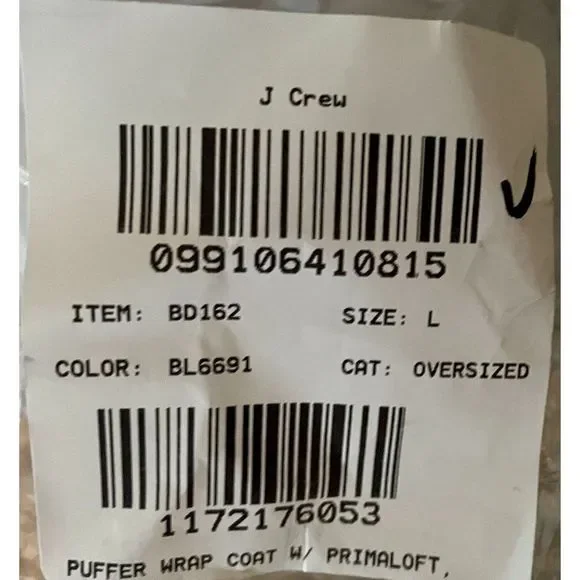 J Crew
099106410815
ITEM: BD162 SIZE: L
COLOR: BL6691 CAT: OVERSIZED
1172176053
PUFFER WRAP COAT W/ PRIMALOFT,